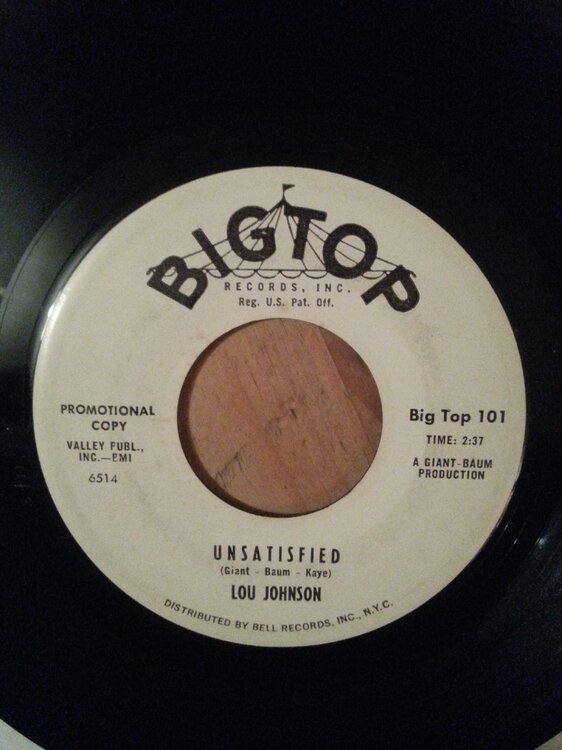 BIGTOP
RECORDS, INC.
Reg. U.S. Pat. Off.
PROMOTIONAL
COPY
VALLEY PUBL.,
INC.—BMI
6514
Big Top 101
TIME: 2:37
A GIANT-BAUM
PRODUCTION
UNSATISFIED
(Giant - Baum - Kaye)
LOU JOHNSON
DISTRIBUTED BY BELL RECORDS, INC., N.Y.C.